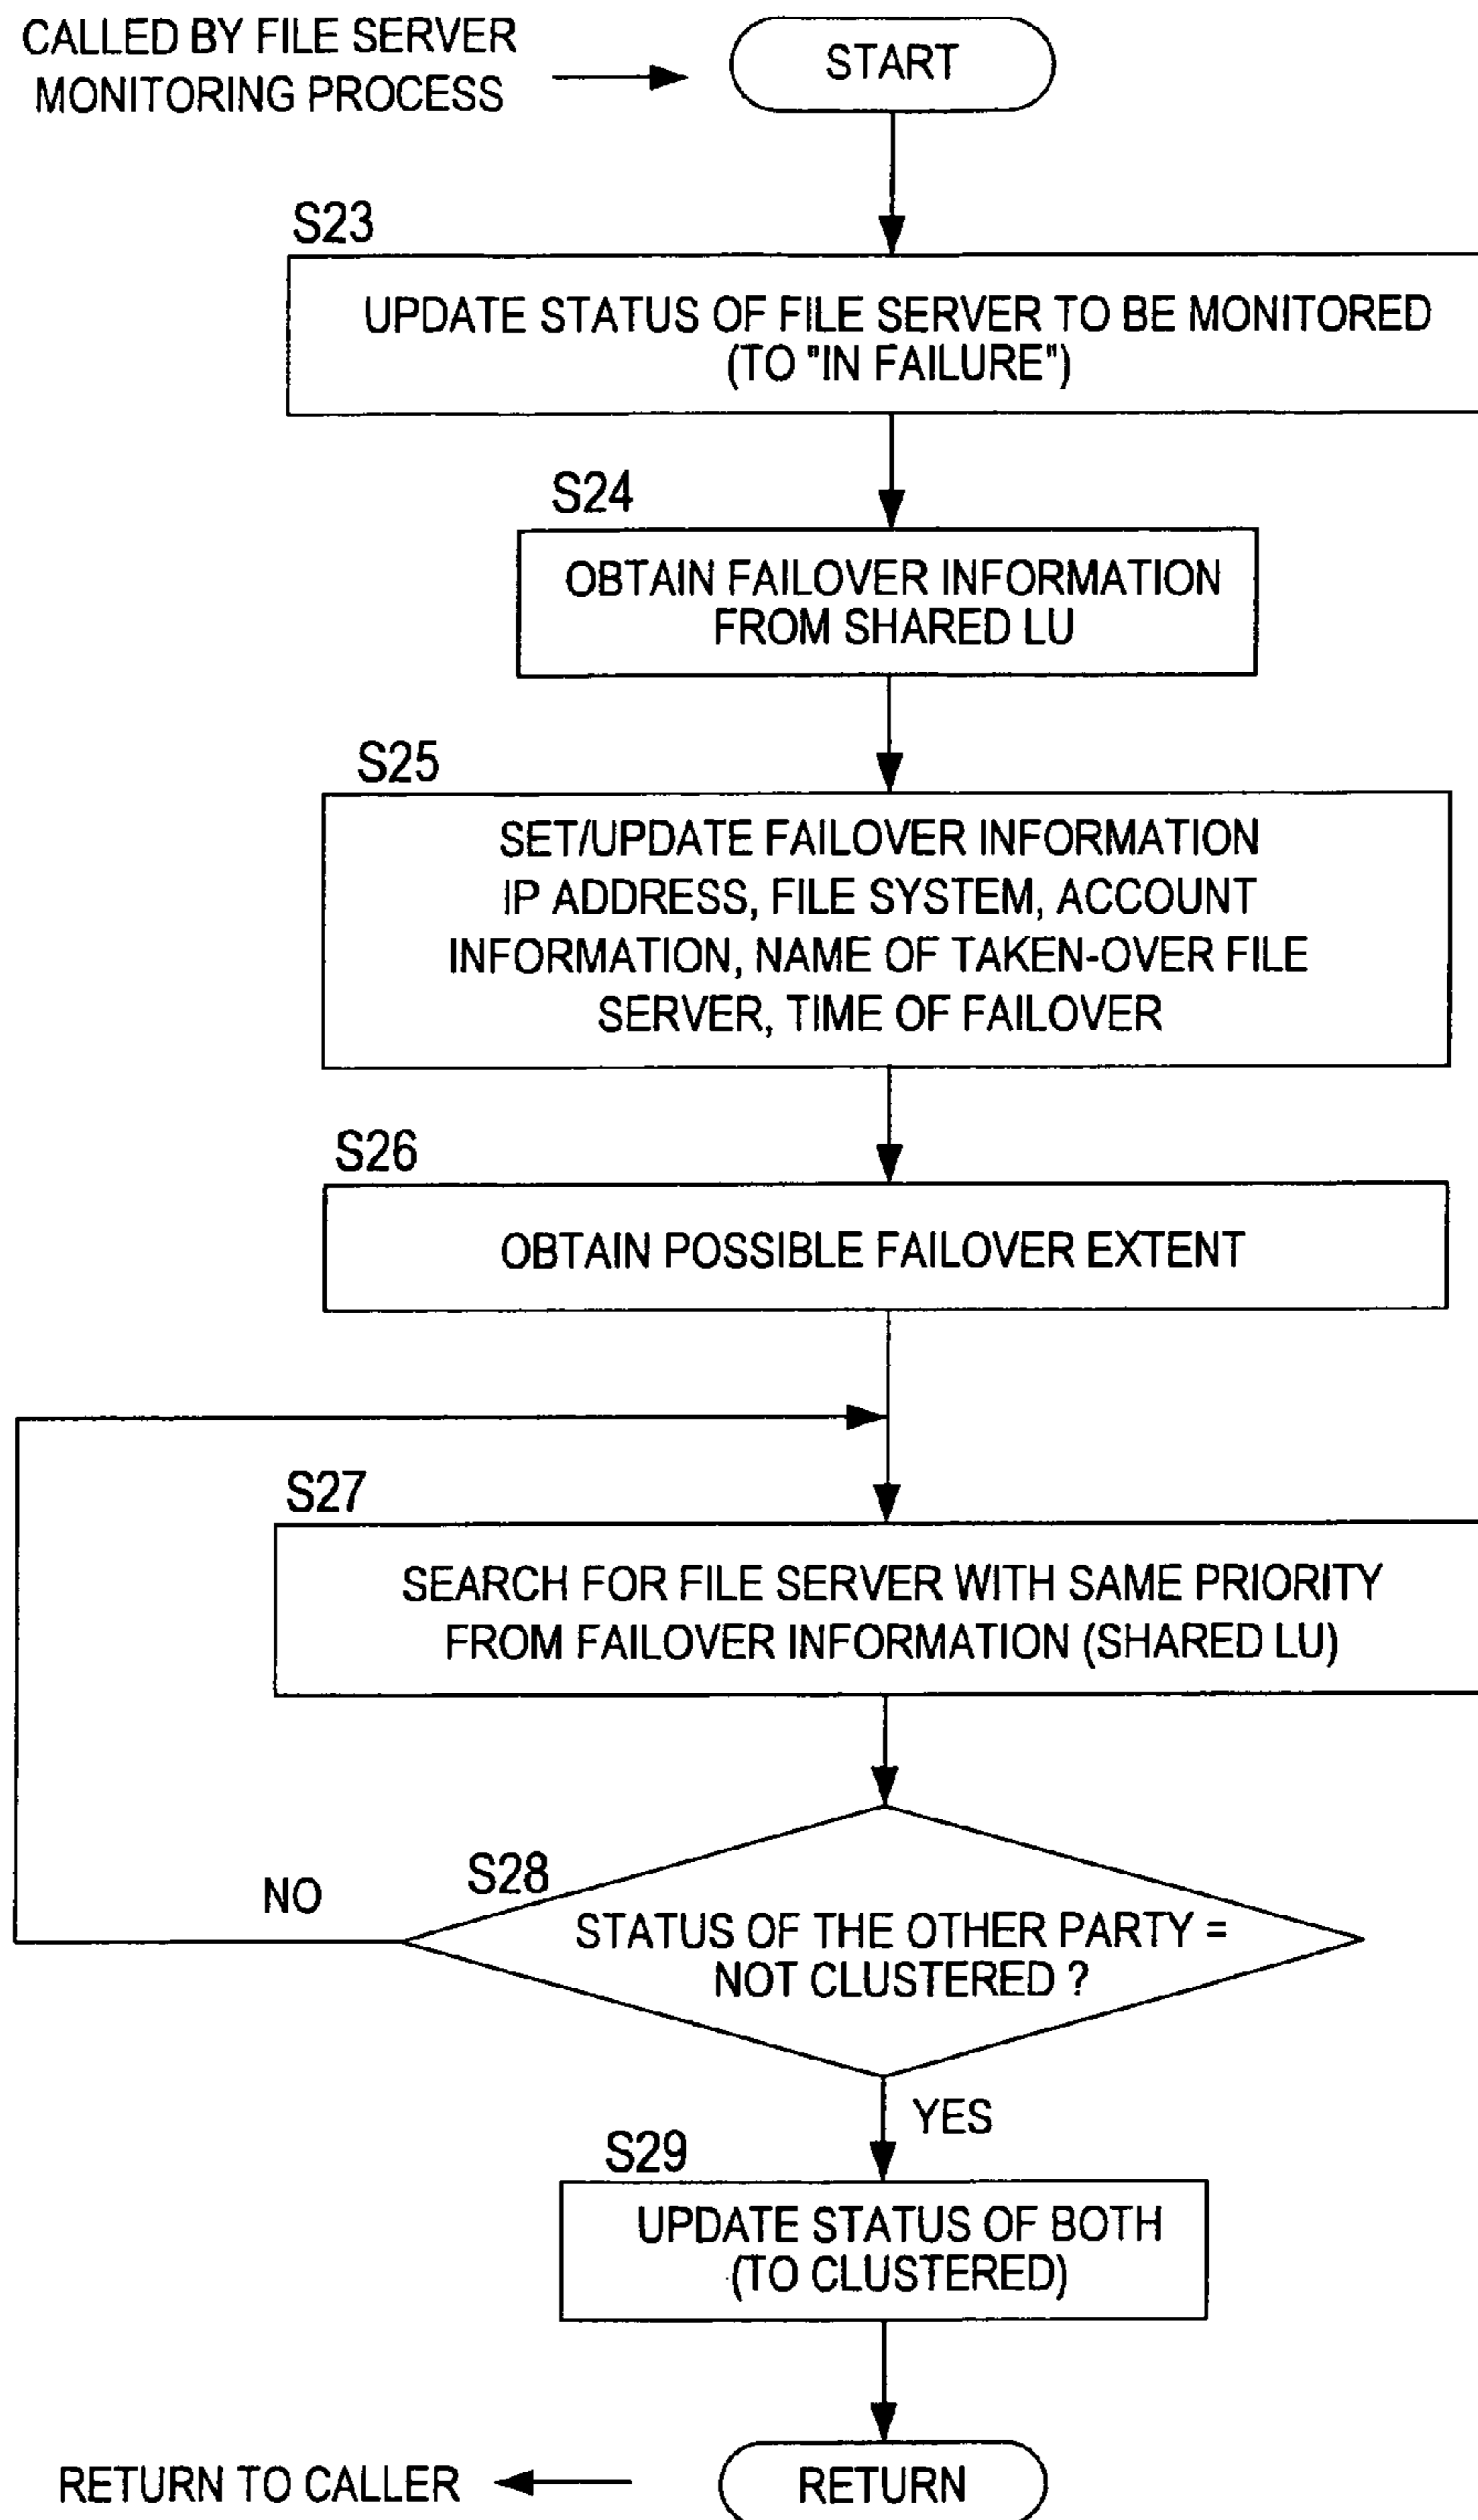 CALLED BY FILE SERVER
MONITORING PROCESS
START
S23
UPDATE STATUS OF FILE SERVER TO BE MONITORED
(TO "IN FAILURE")
S24
OBTAIN FAILOVER INFORMATION
FROM SHARED LU
S25
SET/UPDATE FAILOVER INFORMATION
IP ADDRESS, FILE SYSTEM, ACCOUNT
INFORMATION, NAME OF TAKEN-OVER FILE
SERVER, TIME OF FAILOVER
S26
OBTAIN POSSIBLE FAILOVER EXTENT
S27
SEARCH FOR FILE SERVER WITH SAME PRIORITY
FROM FAILOVER INFORMATION (SHARED LU)
S28
NO
STATUS OF THE OTHER PARTY =
NOT CLUSTERED ?
YES
S29
UPDATE STATUS OF BOTH
(TO CLUSTERED)
RETURN TO CALLER
RETURN